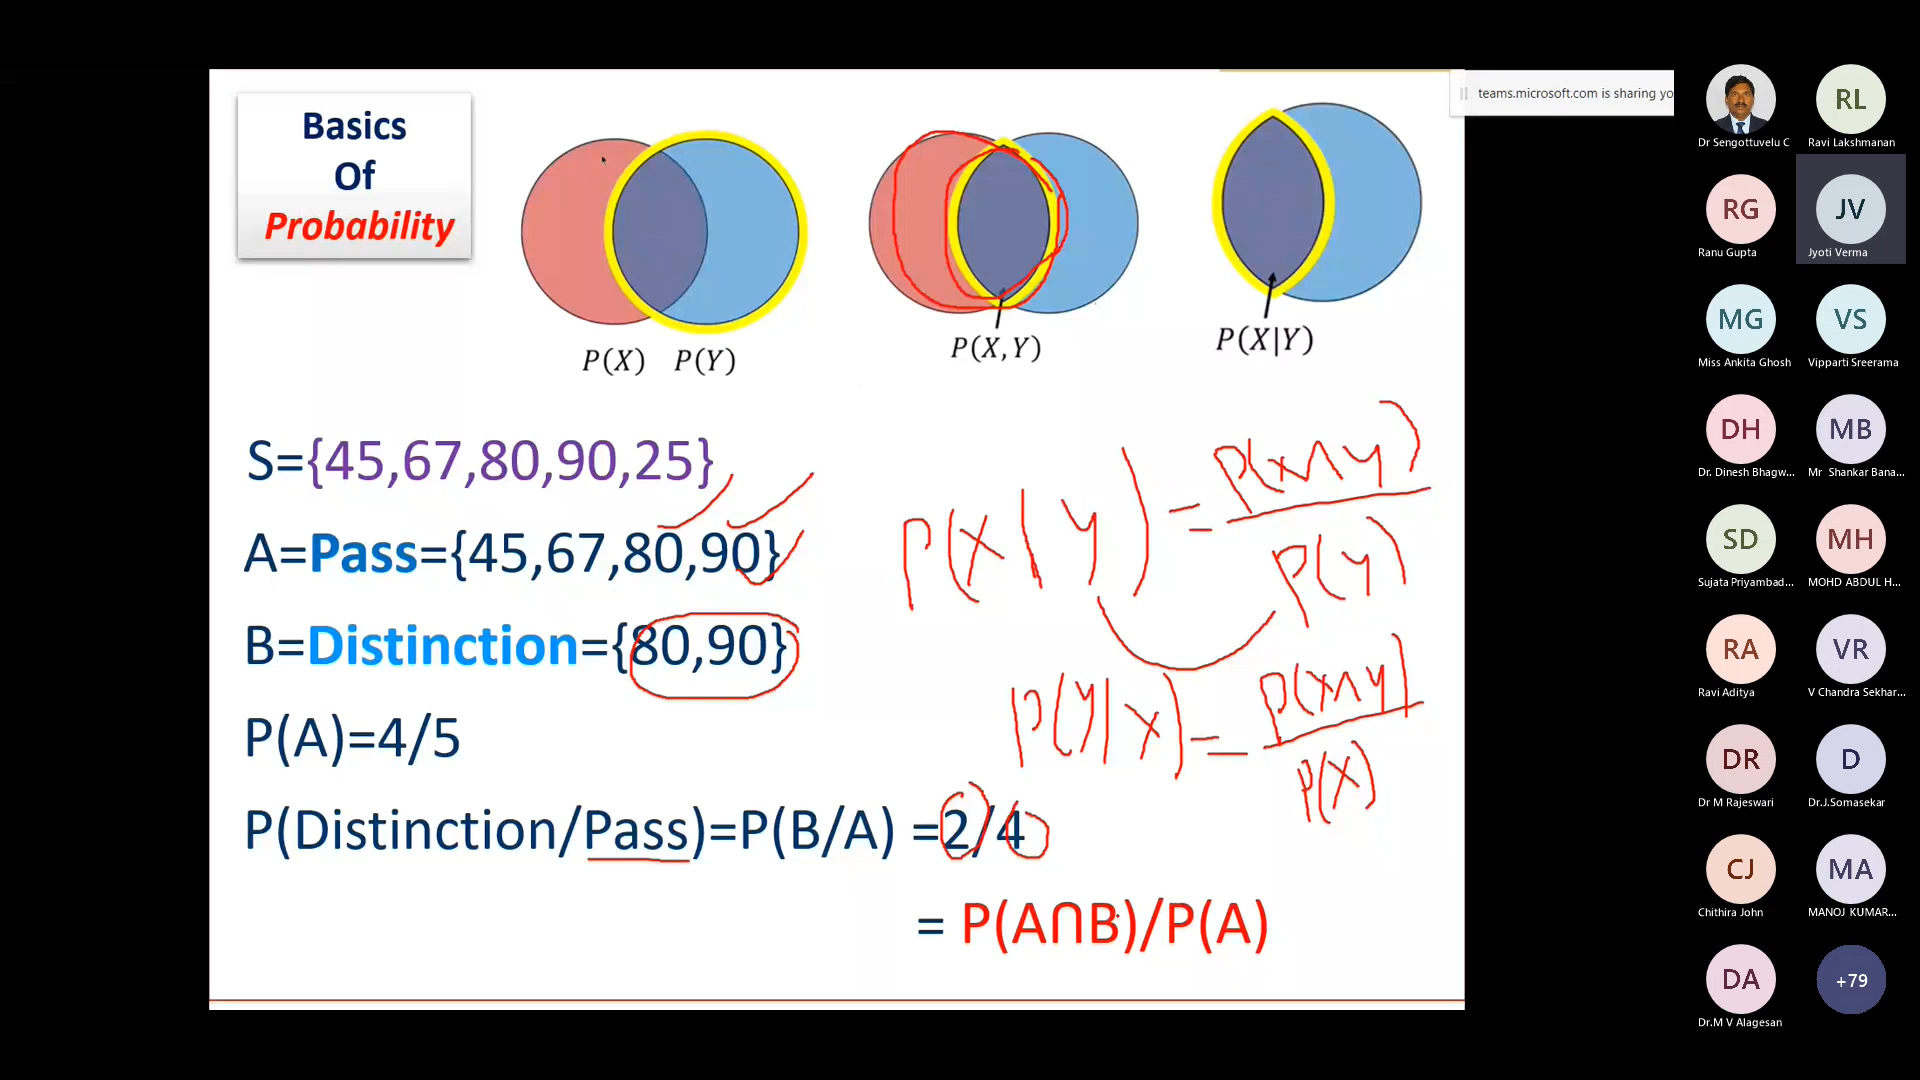 Basics
Of
Probability
P(X) P(Y)
P(X,Y)
P(X|Y)
S={45,67,80,90,25}
A=Pass={45,67,80,90}
B=Distinction={80,90}
P(A)=4/5
P(Distinction/Pass)=P(B/A) =2/4
= P(A∩B)/P(A)
P(X|Y) = P(X∩Y)
P(Y)
P(Y|X) = P(X∩Y)
P(X)
teams.microsoft.com is sharing yo
Dr Sengottuvelu C
RL
Ravi Lakshmanan
RG
Ranu Gupta
JV
Jyoti Verma
MG
Miss Ankita Ghosh
VS
Vipparti Sreerama
DH
Dr. Dinesh Bhagw...
MB
Mr Shankar Bana...
SD
Sujata Priyambad...
MH
MOHD ABDUL H...
RA
Ravi Aditya
VR
V Chandra Sekhar...
DR
Dr M Rajeswari
D
Dr.J.Somasekar
CJ
Chithira John
MA
MANOJ KUMAR...
DA
Dr.M V Alagesan
+79